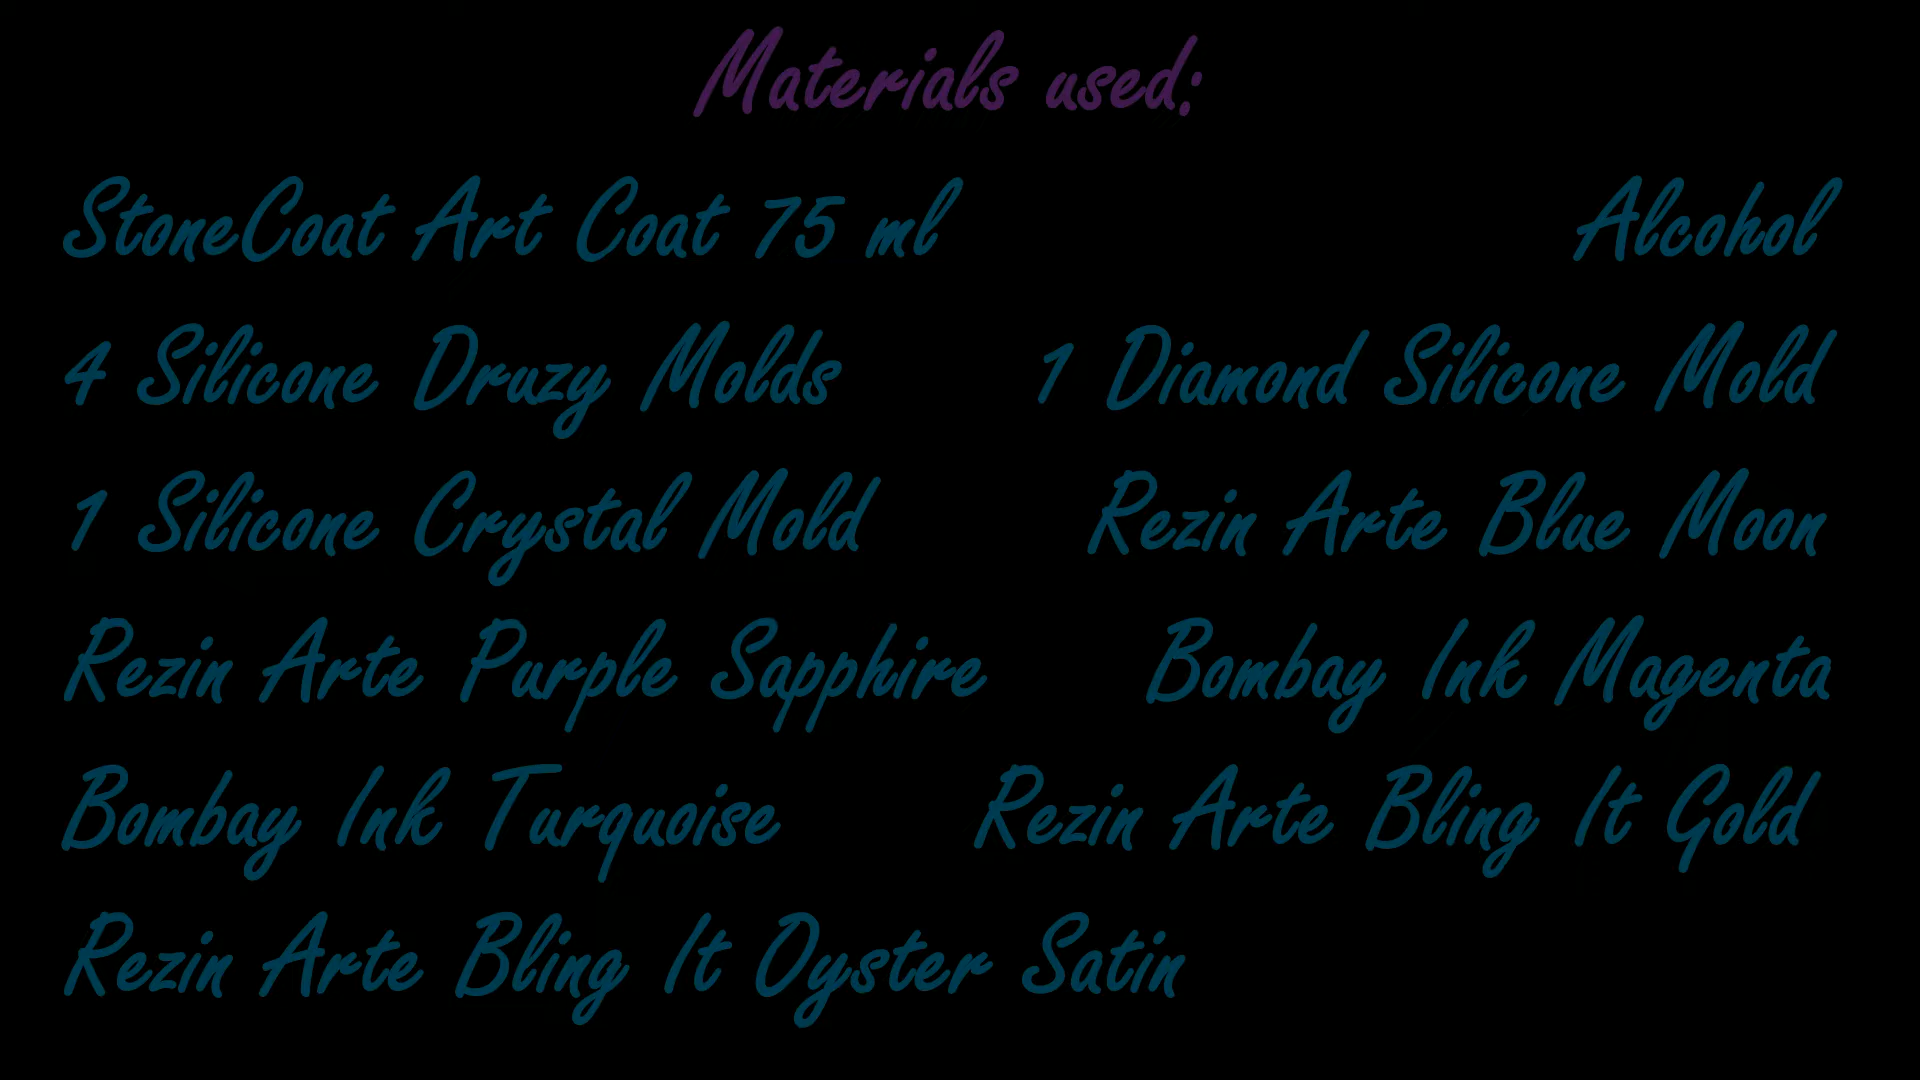 Materials used:
StoneCoat Art Coat 75 ml Alcohol
4 Silicone Druzy Molds 1 Diamond Silicone Mold
1 Silicone Crystal Mold Rezin Arte Blue Moon
Rezin Arte Purple Sapphire Bombay Ink Magenta
Bombay Ink Turquoise Rezin Arte Bling It Gold
Rezin Arte Bling It Oyster Satin